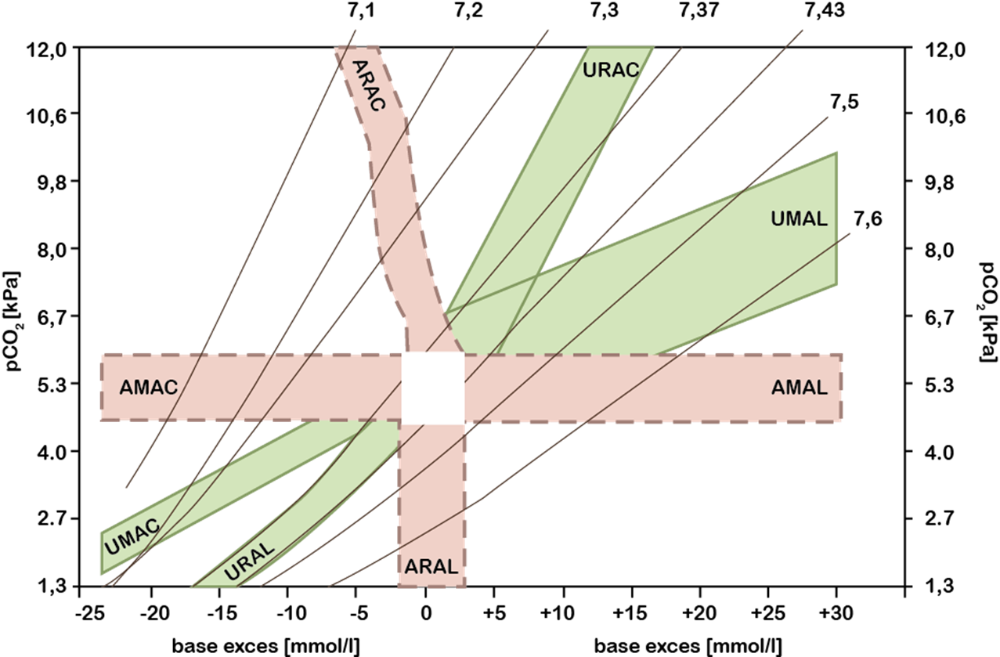 7,1 7,2 7,3 7,37 7,43
12,0 12,0
ARAC URAC
7,5
10,6 10,6
9,8 9,8
UMAL 7,6
8,0 8,0
pCO2 [kPa] pCO2 [kPa]
6,7 6,7
5.3 AMAC AMAL 5.3
4.0 4.0
2.7 UMAC 2.7
URAL ARAL
1,3 1,3
-25 -20 -15 -10 -5 0 +5 +10 +15 +20 +25 +30
base exces [mmol/l] base exces [mmol/l]